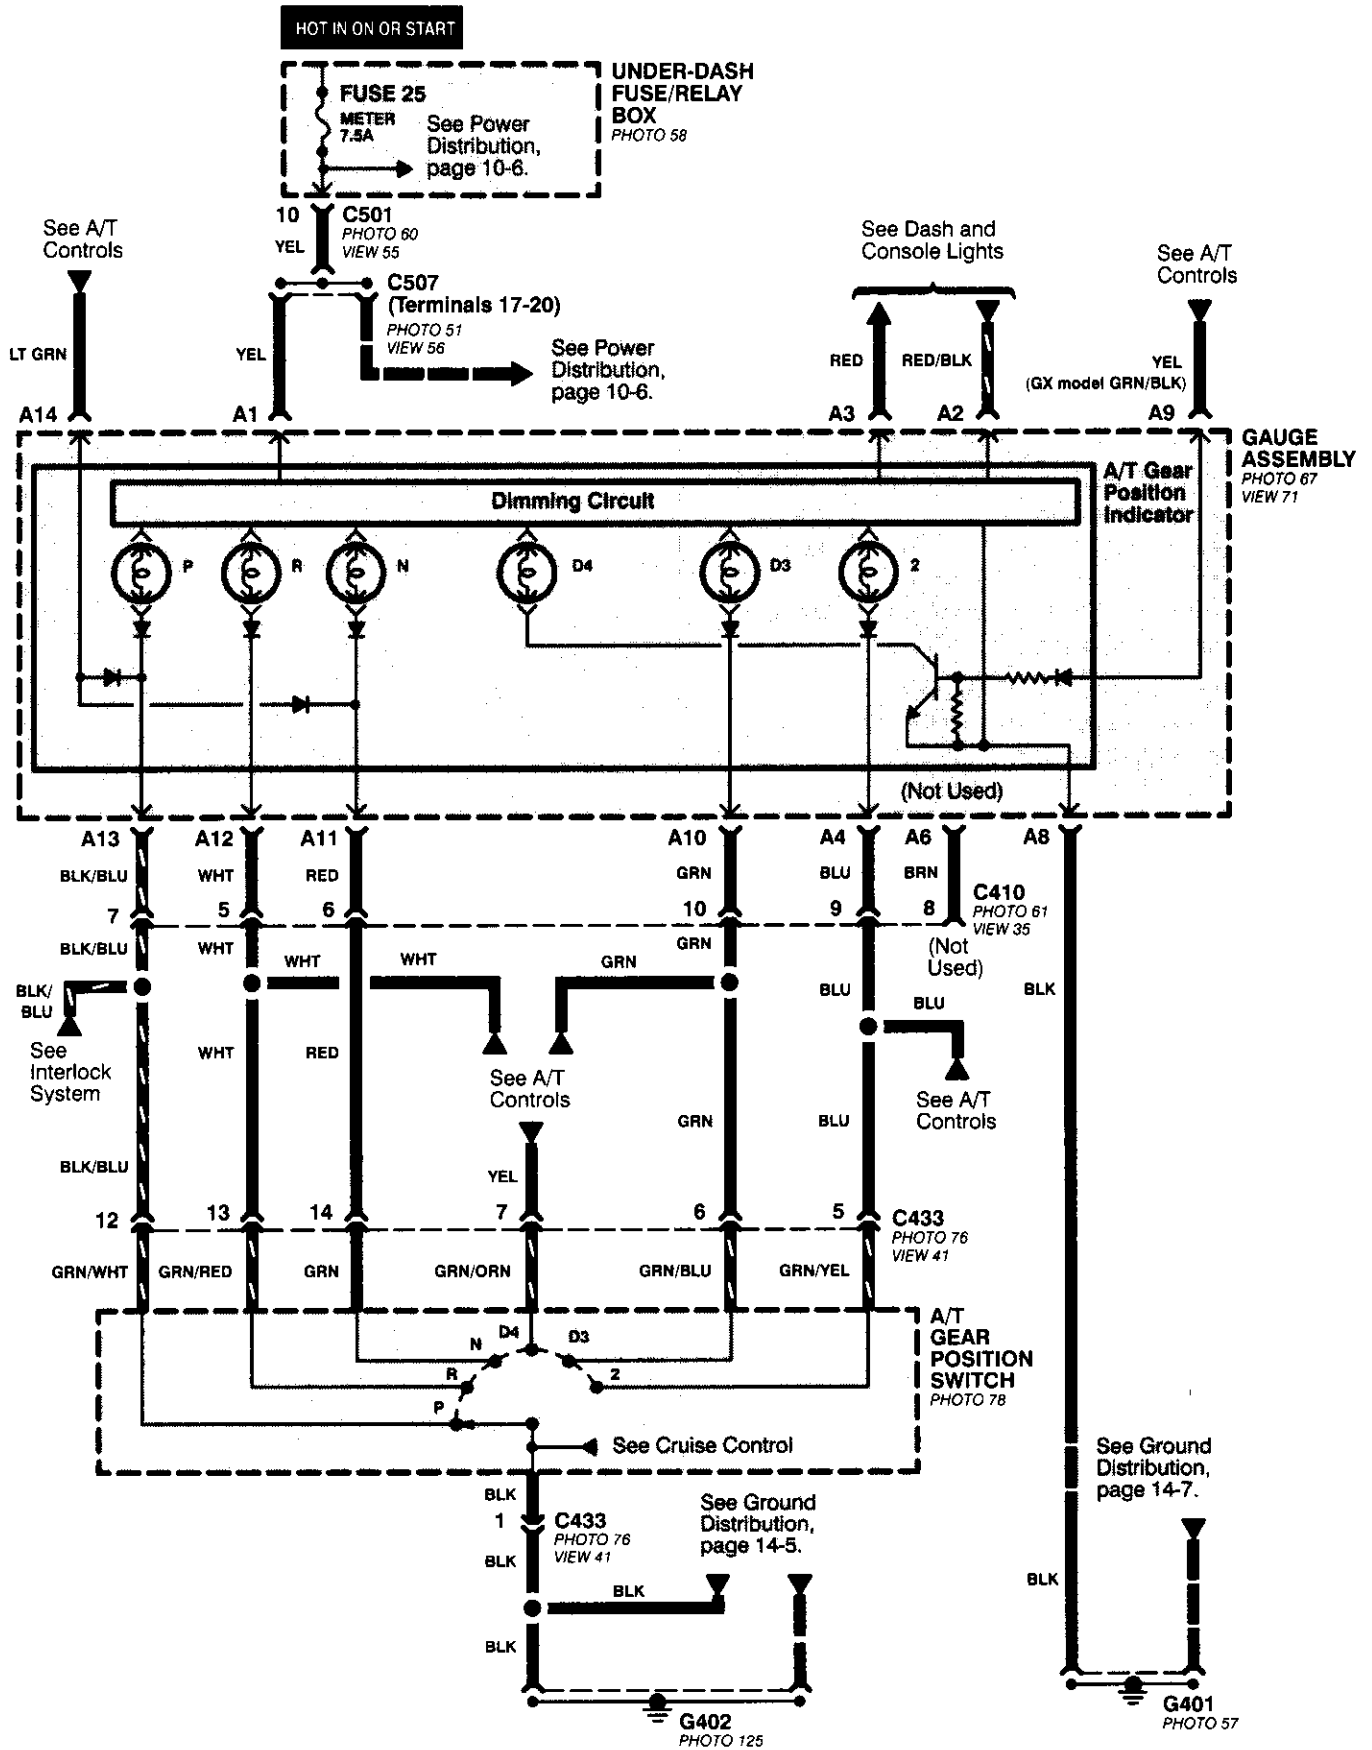 HOT IN ON OR START
UNDER-DASH
FUSE/RELAY
BOX
PHOTO 58
FUSE 25
METER
7.5A
See Power
Distribution,
page 10-6.
10
C501
PHOTO 60
VIEW 55
YEL
See A/T
Controls
See Dash and
Console Lights
See A/T
Controls
C507
(Terminals 17-20)
PHOTO 51
VIEW 56
See Power
Distribution,
page 10-6.
LT GRN
YEL
RED
RED/BLK
YEL
(GX model GRN/BLK)
A14
A1
A3
A2
A9
GAUGE
ASSEMBLY
PHOTO 67
VIEW 71
A/T Gear
Position
Indicator
Dimming Circuit
P
R
N
D4
D3
2
(Not Used)
A13
A12
A11
A10
A4
A6
A8
BLK/BLU
WHT
RED
GRN
BLU
BRN
C410
PHOTO 61
VIEW 35
7
5
6
10
9
8
BLK/BLU
WHT
GRN
(Not
Used)
WHT
WHT
GRN
BLK/
BLU
BLU
BLU
BLK
See
Interlock
System
WHT
RED
See A/T
Controls
See A/T
Controls
GRN
BLU
BLK/BLU
YEL
12
13
14
7
6
5
C433
PHOTO 76
VIEW 41
GRN/WHT
GRN/RED
GRN
GRN/ORN
GRN/BLU
GRN/YEL
A/T
GEAR
POSITION
SWITCH
PHOTO 78
N
D4
D3
R
2
P
See Cruise Control
BLK
1
C433
PHOTO 76
VIEW 41
BLK
See Ground
Distribution,
page 14-5.
See Ground
Distribution,
page 14-7.
BLK
BLK
BLK
G402
PHOTO 125
G401
PHOTO 57